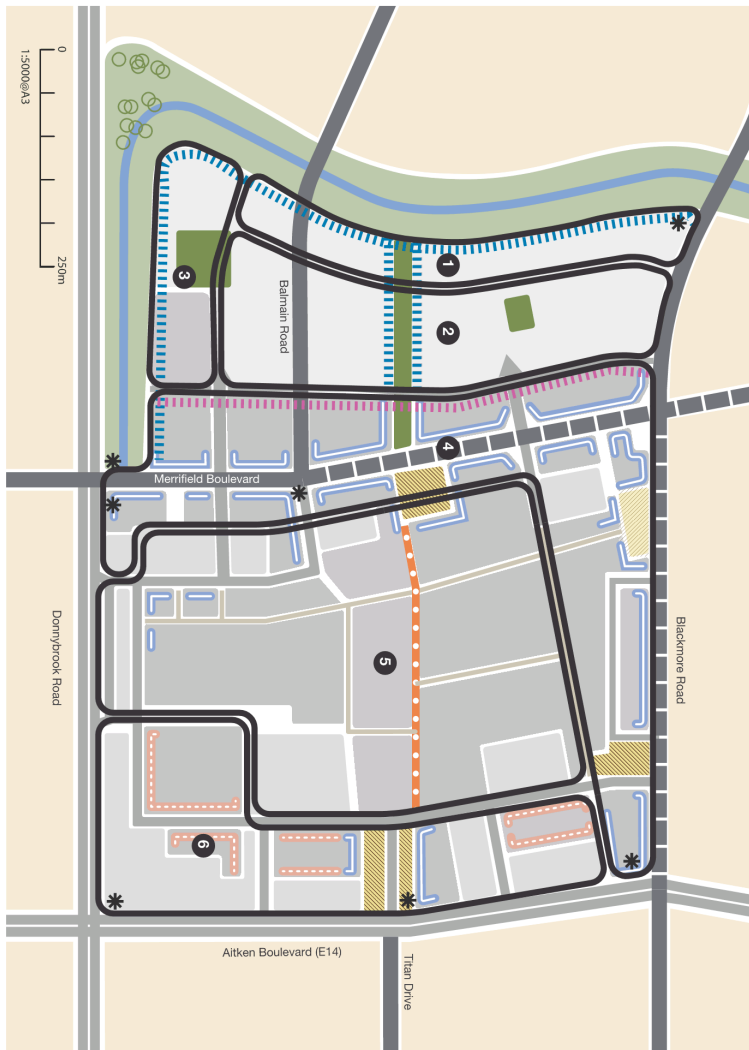 0
250m
1:5000@A3
1
2
3
Balmain Road
4
Merrifield Boulevard
5
Donnybrook Road
Blackmore Road
6
Aitken Boulevard (E14)
Titan Drive